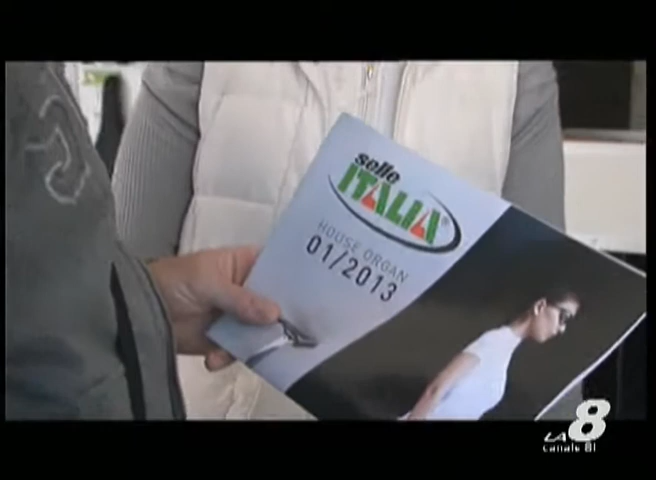 selle
ITALIA
HOUSE ORGAN
01/2013
LA 8
canale 81